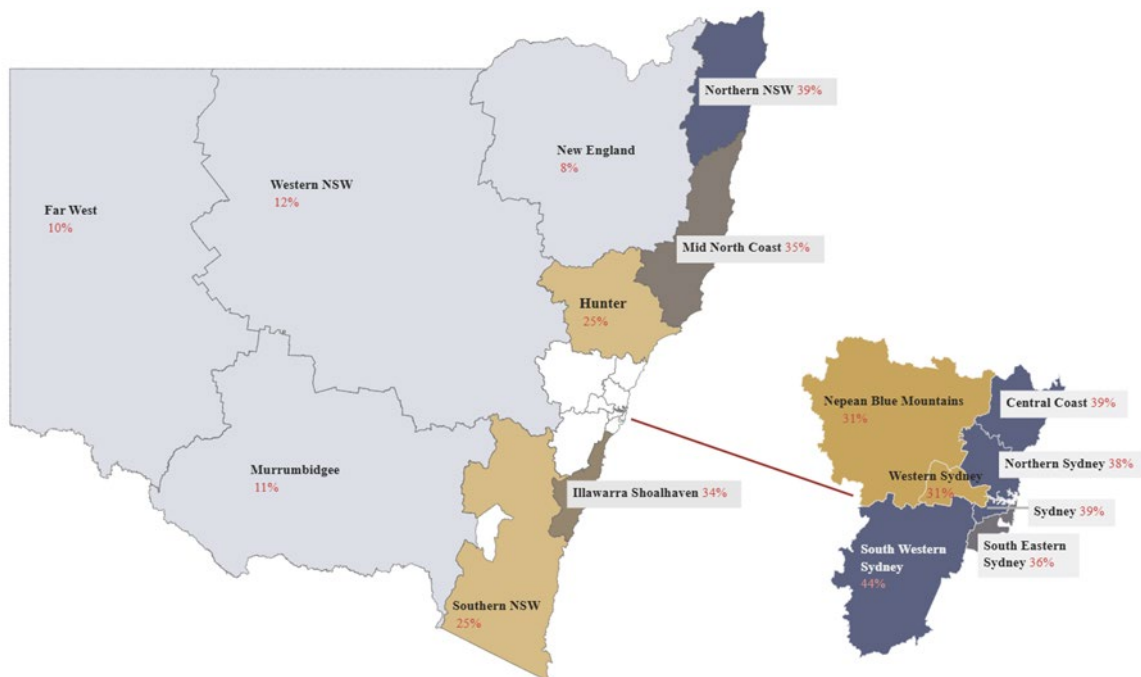 Northern NSW 39%
New England
8%
Western NSW
12%
Far West
10%
Mid North Coast 35%
Hunter
25%
Nepean Blue Mountains
31%
Central Coast 39%
Northern Sydney 38%
Western Sydney
31%
Murrumbidgee
11%
Illawarra Shoalhaven 34%
Sydney 39%
South Western
Sydney
44%
South Eastern
Sydney 36%
Southern NSW
25%